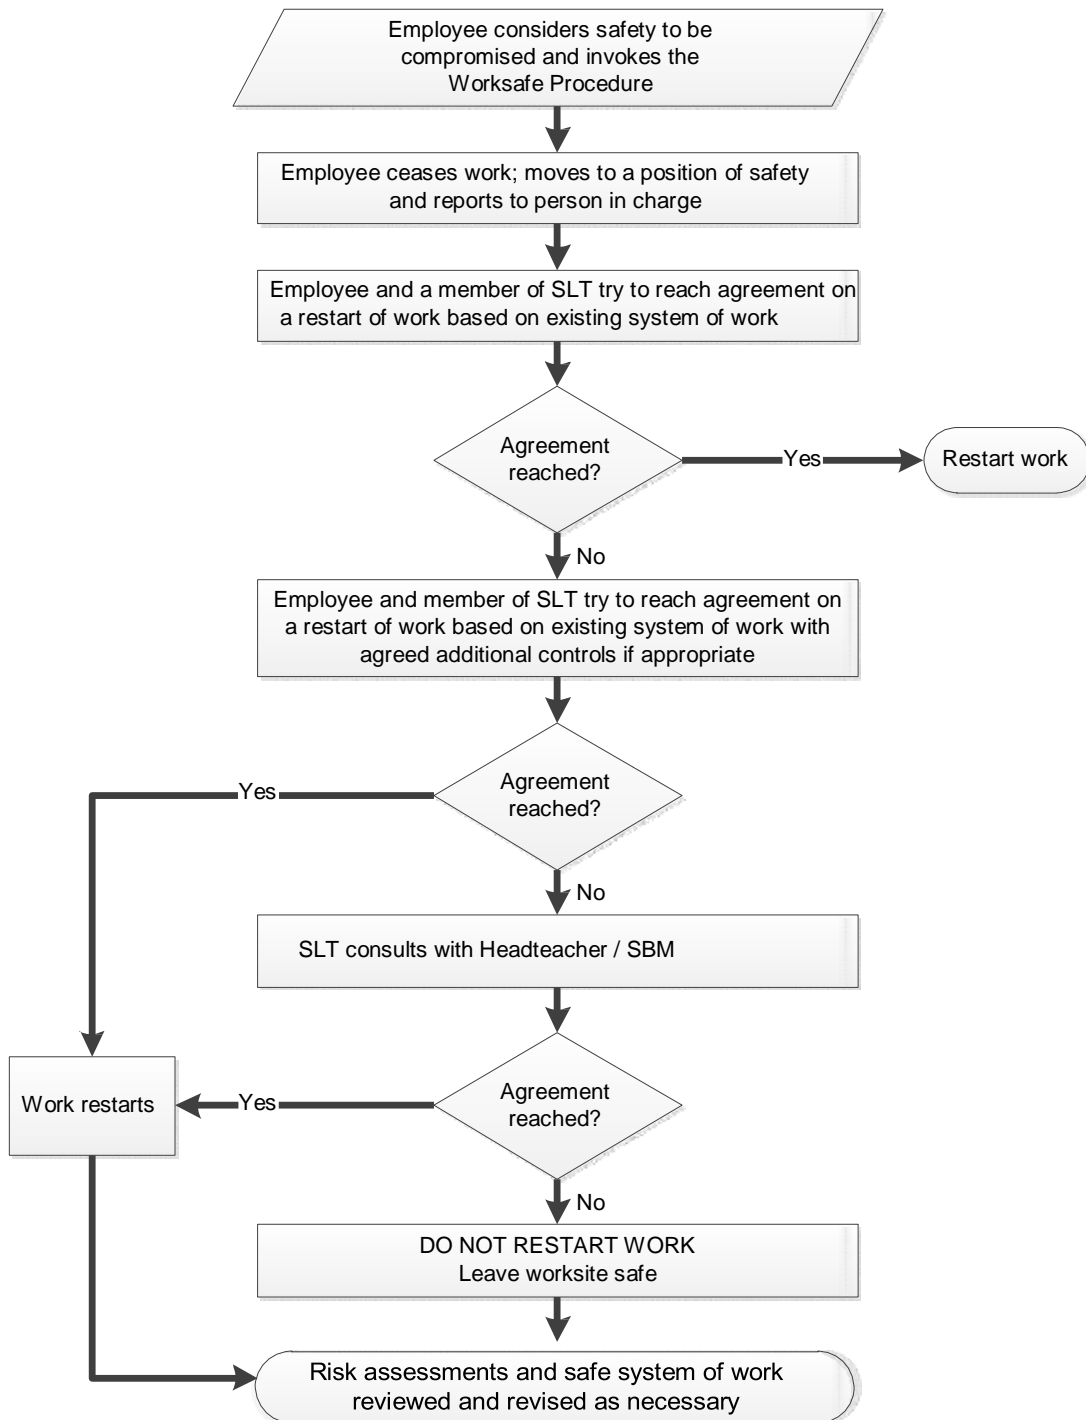 Employee considers safety to be
compromised and invokes the
Worksafe Procedure
Employee ceases work; moves to a position of safety
and reports to person in charge
Employee and a member of SLT try to reach agreement on
a restart of work based on existing system of work
Agreement
reached?
Yes
Restart work
No
Employee and member of SLT try to reach agreement on
a restart of work based on existing system of work with
agreed additional controls if appropriate
Agreement
reached?
Yes
No
SLT consults with Headteacher / SBM
Agreement
reached?
Yes
Work restarts
No
DO NOT RESTART WORK
Leave worksite safe
Risk assessments and safe system of work
reviewed and revised as necessary